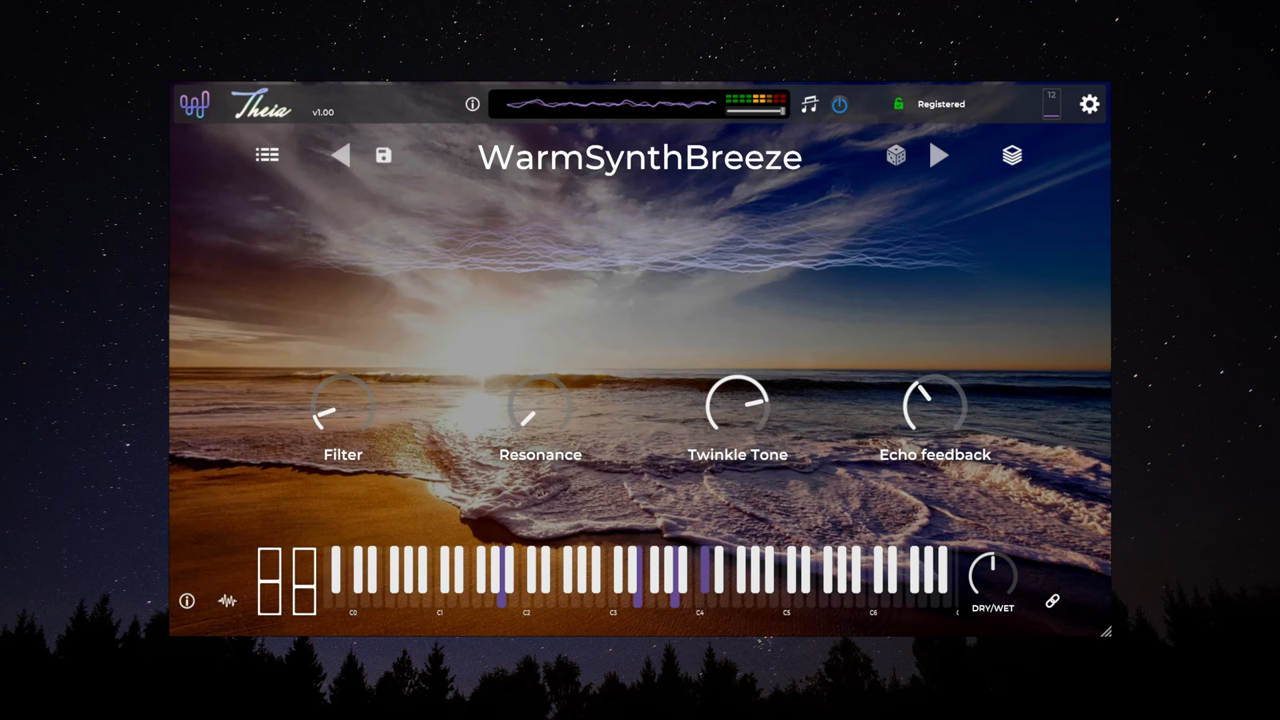 Theia
v1.00
Registered
12
WarmSynthBreeze
Filter
Resonance
Twinkle Tone
Echo feedback
C0
C1
C2
C3
C4
C5
C6
DRY/WET